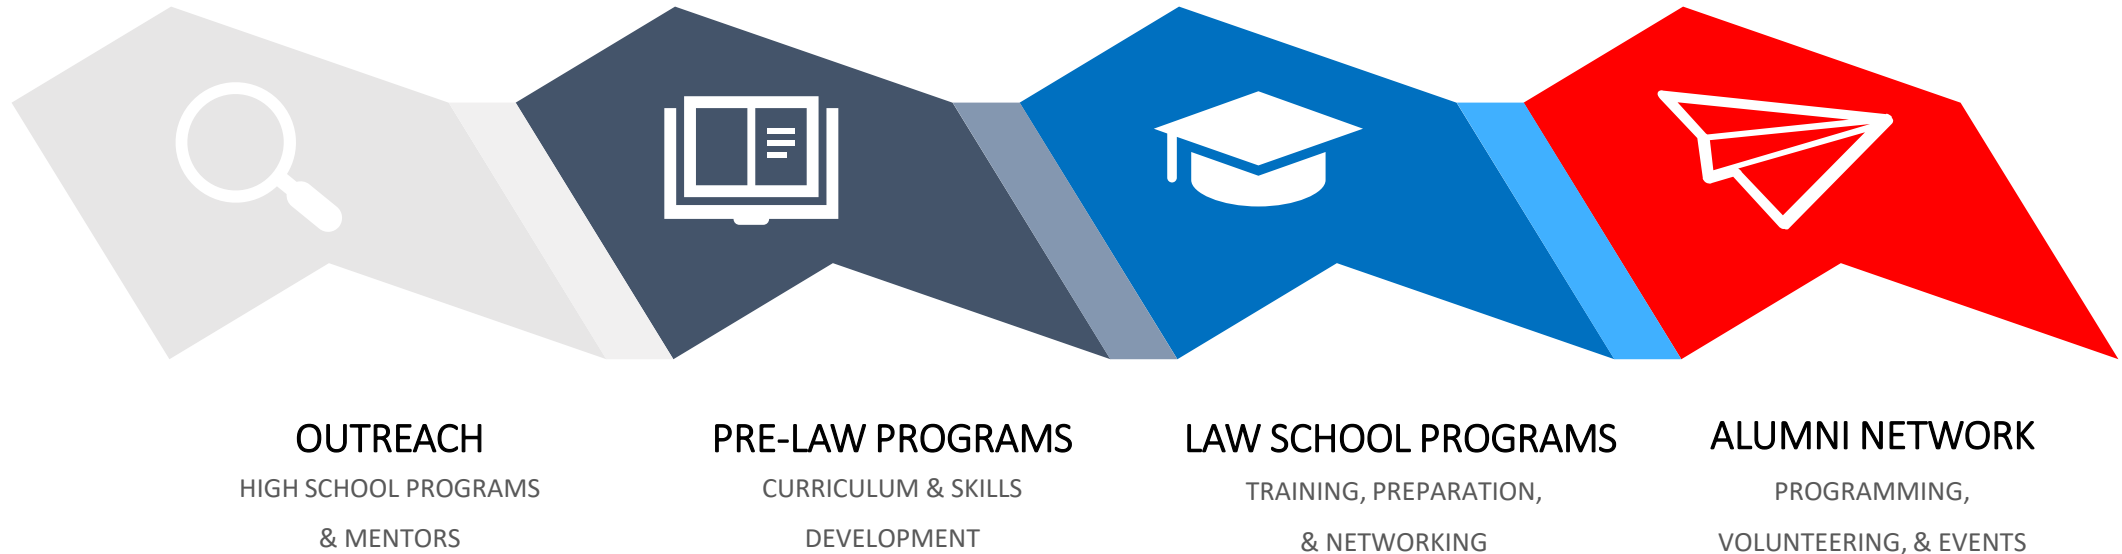 OUTREACH
HIGH SCHOOL PROGRAMS
& MENTORS
PRE-LAW PROGRAMS
CURRICULUM & SKILLS
DEVELOPMENT
LAW SCHOOL PROGRAMS
TRAINING, PREPARATION,
& NETWORKING
ALUMNI NETWORK
PROGRAMMING,
VOLUNTEERING, & EVENTS